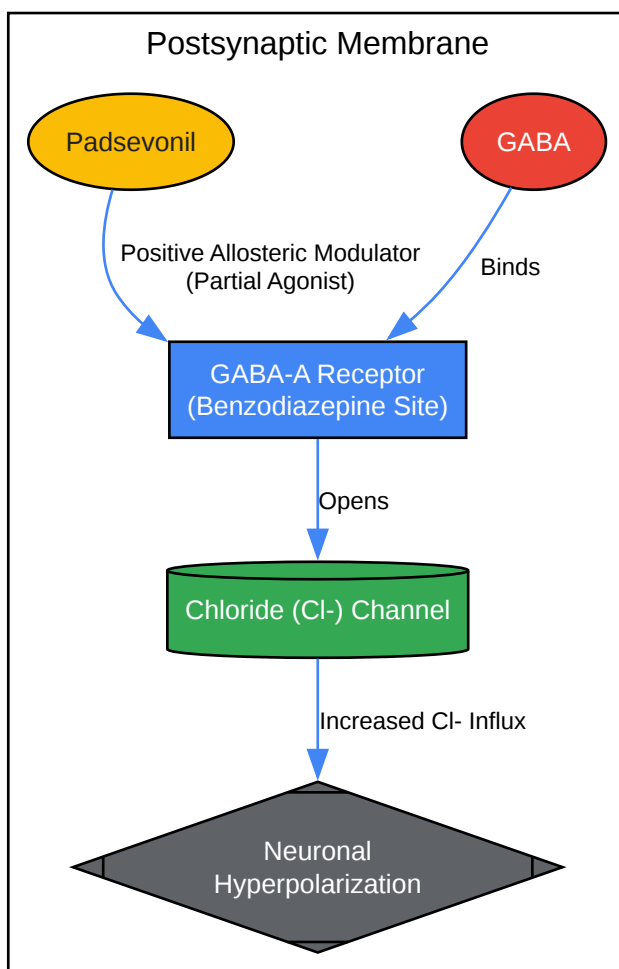 Postsynaptic Membrane
Padsevonil
GABA
Positive Allosteric Modulator
(Partial Agonist)
Binds
GABA-A Receptor
(Benzodiazepine Site)
Opens
Chloride (Cl-) Channel
Increased Cl- Influx
Neuronal
Hyperpolarization